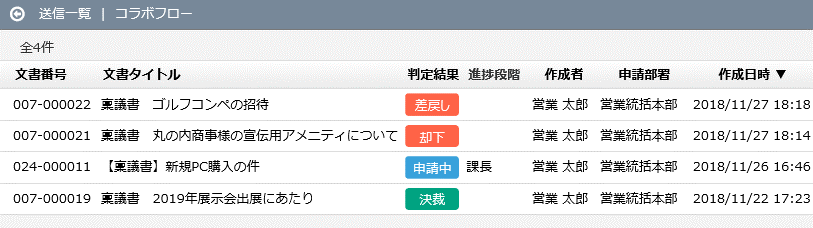 送信一覧 | コラボフロー
全4件
文書番号 文書タイトル 判定結果 進捗段階 作成者 申請部署 作成日時 ▼
007-000022 稟議書　ゴルフコンペの招待 差戻し 営業 太郎 営業統括本部 2018/11/27 18:18
007-000021 稟議書　丸の内商事様の宣伝用アメニティについて 却下 営業 太郎 営業統括本部 2018/11/27 18:14
024-000011 【稟議書】新規PC購入の件 申請中 課長 営業 太郎 営業統括本部 2018/11/26 16:46
007-000019 稟議書　2019年展示会出展にあたり 決裁 営業 太郎 営業統括本部 2018/11/22 17:23